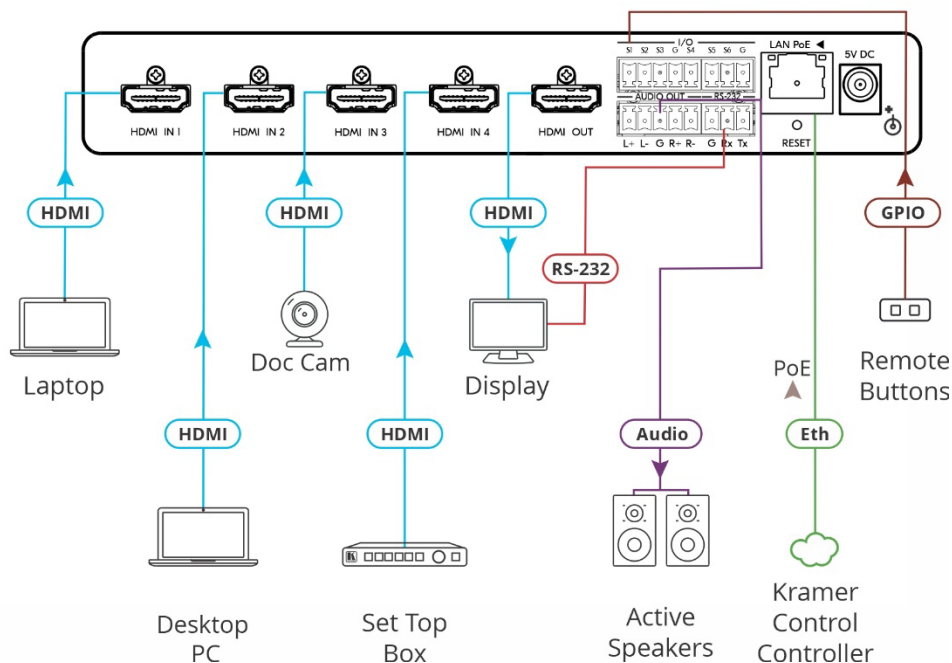 I/O
S1 S2 S3 G S4 S5 S6 G
LAN PoE
5V DC
AUDIO OUT
RS-232
HDMI IN 1
HDMI IN 2
HDMI IN 3
HDMI IN 4
HDMI OUT
L+ L- G R+ R- G Rx Tx
RESET
HDMI
HDMI
HDMI
GPIO
RS-232
Laptop
Doc Cam
Display
PoE
Remote
Buttons
HDMI
HDMI
Audio
Eth
K
Desktop
PC
Set Top
Box
Active
Speakers
Kramer
Control
Controller